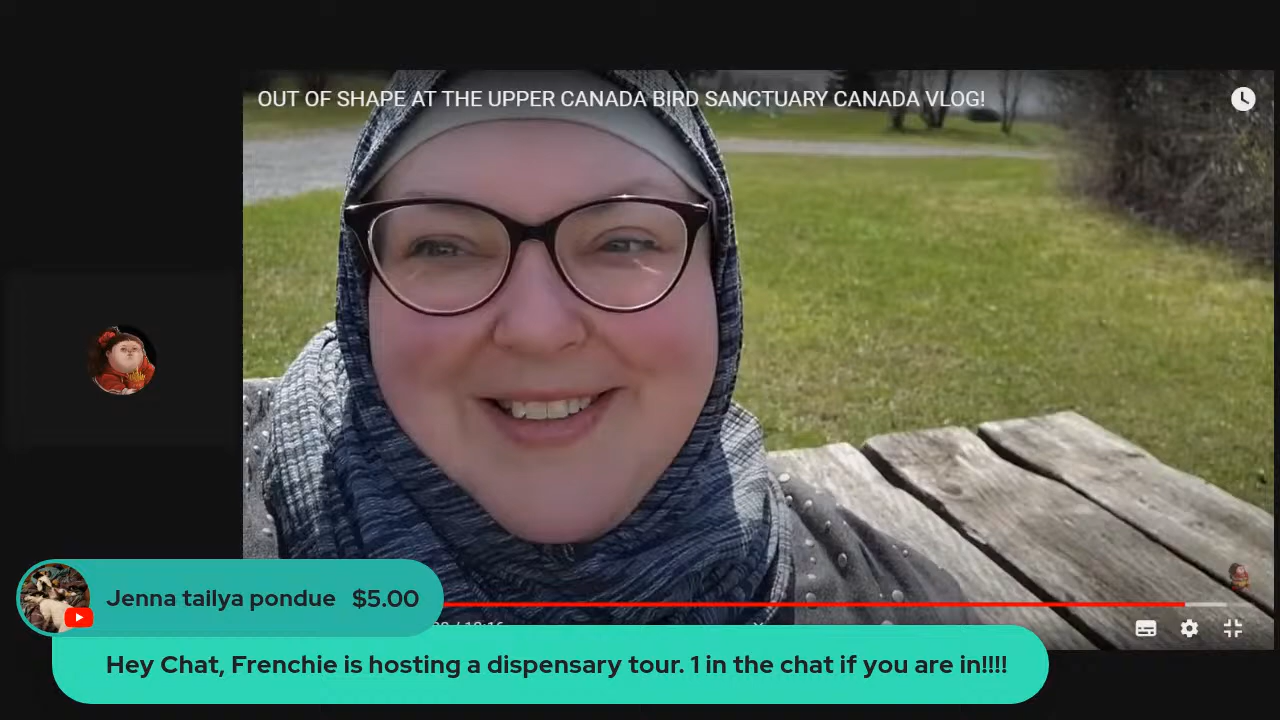 OUT OF SHAPE AT THE UPPER CANADA BIRD SANCTUARY CANADA VLOG!
Jenna tailya pondue $5.00
Hey Chat, Frenchie is hosting a dispensary tour. 1 in the chat if you are in!!!!